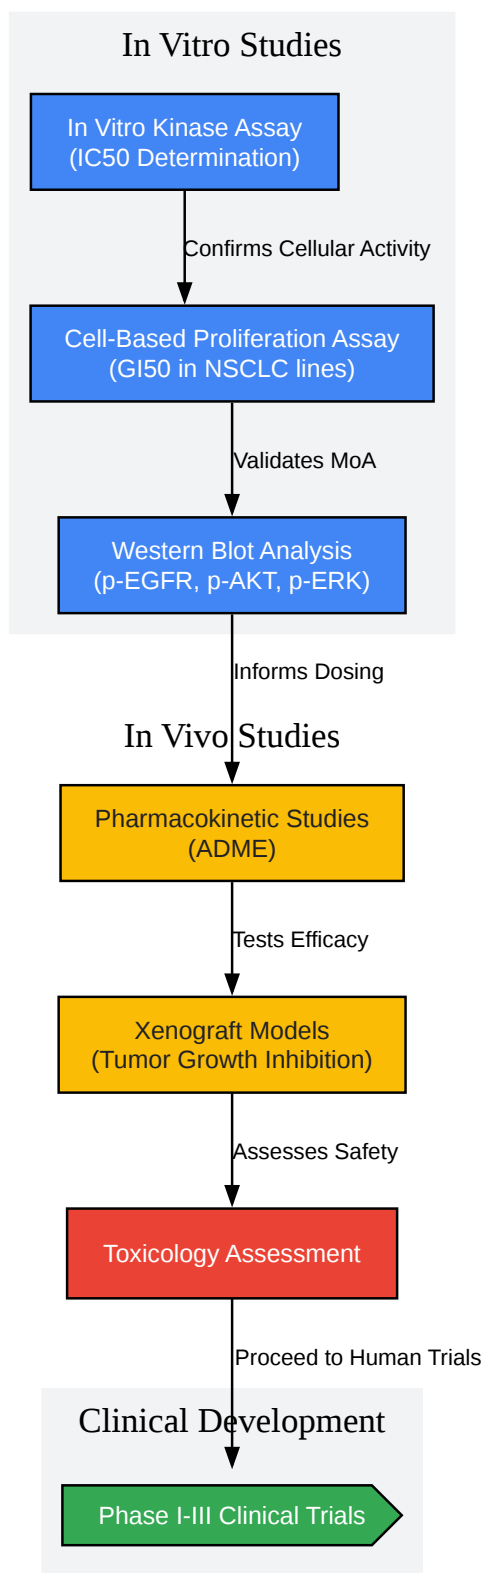 In Vitro Studies
In Vitro Kinase Assay
(IC50 Determination)
Confirms Cellular Activity
Cell-Based Proliferation Assay
(GI50 in NSCLC lines)
Validates MoA
Western Blot Analysis
(p-EGFR, p-AKT, p-ERK)
Informs Dosing
In Vivo Studies
Pharmacokinetic Studies
(ADME)
Tests Efficacy
Xenograft Models
(Tumor Growth Inhibition)
Assesses Safety
Toxicology Assessment
Proceed to Human Trials
Clinical Development
Phase I-III Clinical Trials